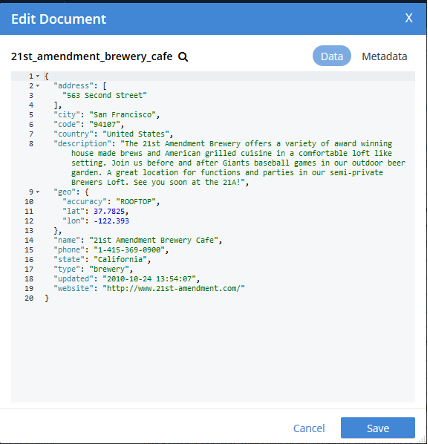 Edit Document X
21st_amendment_brewery_cafe Data Metadata
1 {
2 "address": [
3 "563 Second Street"
4 ],
5 "city": "San Francisco",
6 "code": "94107",
7 "country": "United States",
8 "description": "The 21st Amendment Brewery offers a variety of award winning
house made brews and American grilled cuisine in a comfortable loft like
setting. Join us before and after Giants baseball games in our outdoor beer
garden. A great location for functions and parties in our semi-private
Brewers Loft. See you soon at the 21A!",
9 "geo": {
10 "accuracy": "ROOFTOP",
11 "lat": 37.7825,
12 "lon": -122.393
13 },
14 "name": "21st Amendment Brewery Cafe",
15 "phone": "1-415-369-0900",
16 "state": "California",
17 "type": "brewery",
18 "updated": "2010-10-24 13:54:07",
19 "website": "http://www.21st-amendment.com/"
20 }
Cancel Save